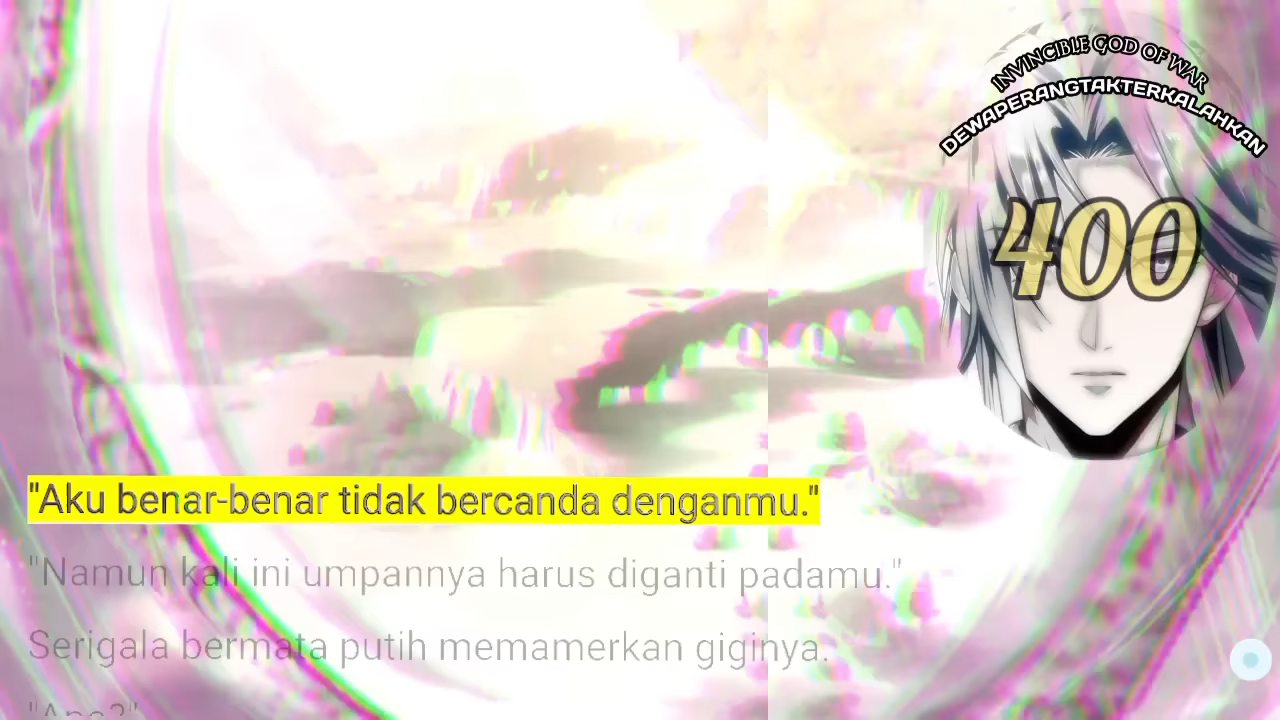 INVINCIBLE GOD OF WAR
DEWAPERANGTAKTERKALAHKAN
400
"Aku benar-benar tidak bercanda denganmu."
"Namun kali ini umpannya harus diganti padamu."
Serigala bermata putih memamerkan giginya.
"Apa?"